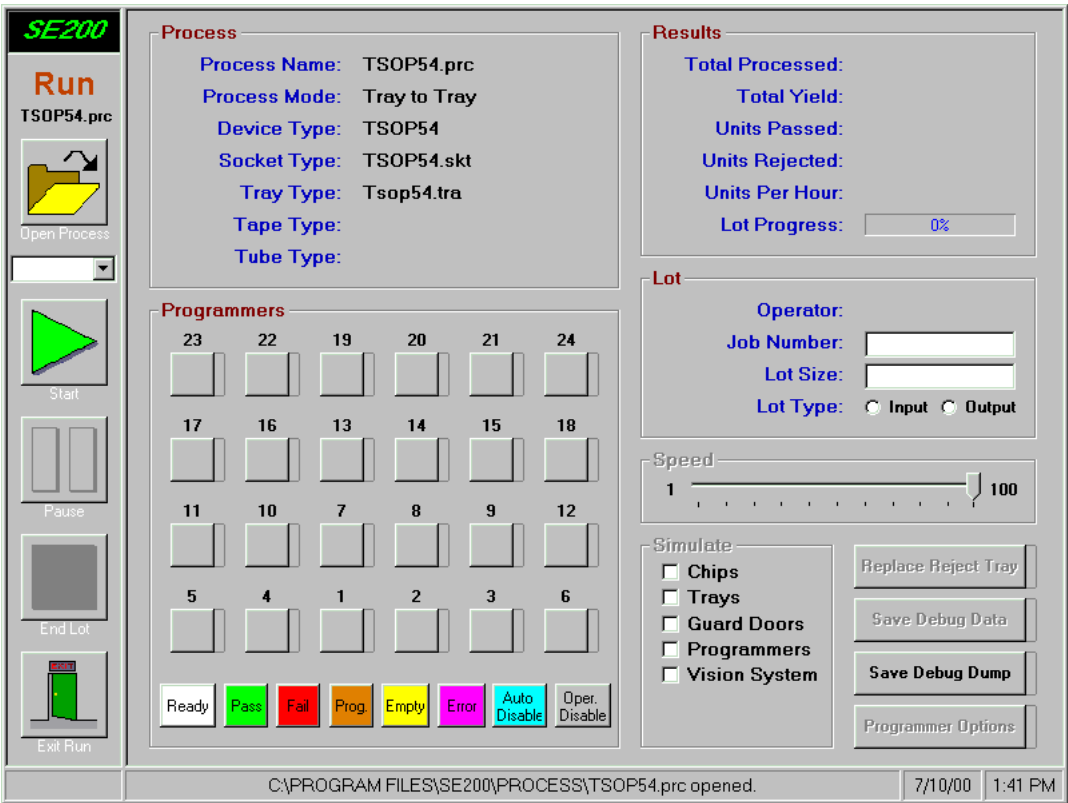 SE200
Run
TSOP54.prc
Open Process
Start
Pause
End Lot
EXIT
Exit Run
Process
Process Name: TSOP54.prc
Process Mode: Tray to Tray
Device Type: TSOP54
Socket Type: TSOP54.skt
Tray Type: Tsop54.tra
Tape Type:
Tube Type:
Programmers
23 22 19 20 21 24
17 16 13 14 15 18
11 10 7 8 9 12
5 4 1 2 3 6
Ready Pass Fail Prog. Empty Error Auto Disable Oper. Disable
Results
Total Processed:
Total Yield:
Units Passed:
Units Rejected:
Units Per Hour:
Lot Progress: 0%
Lot
Operator:
Job Number:
Lot Size:
Lot Type: Input Output
Speed
1 100
Simulate
Chips
Trays
Guard Doors
Programmers
Vision System
Replace Reject Tray
Save Debug Data
Save Debug Dump
Programmer Options
C:\PROGRAM FILES\SE200\PROCESS\TSOP54.prc opened. 7/10/00 1:41 PM